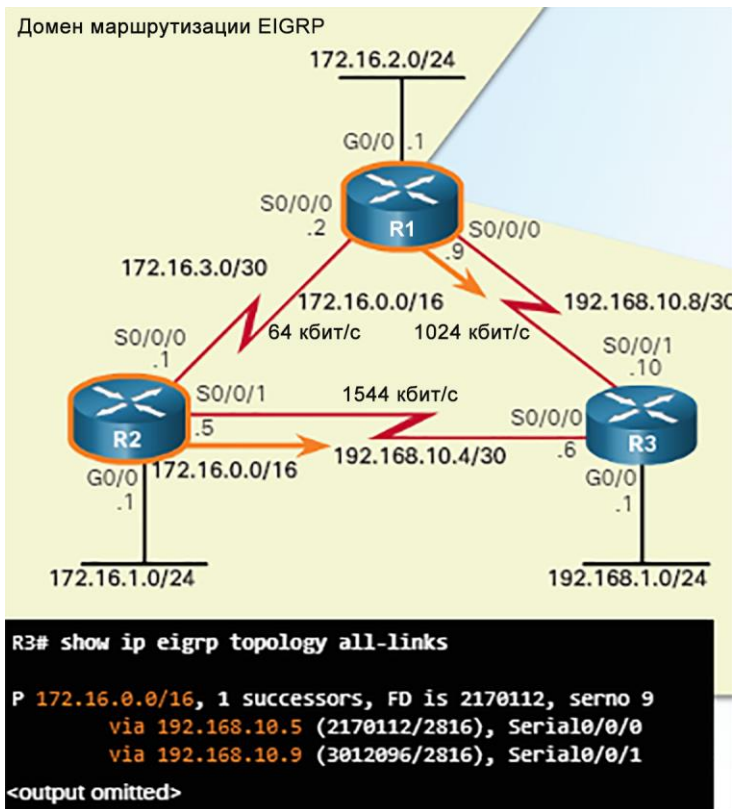 Домен маршрутизации EIGRP
172.16.2.0/24
G0/0 .1
S0/0/0
.2
R1
S0/0/0
.9
172.16.3.0/30
172.16.0.0/16
192.168.10.8/30
64 кбит/с
1024 кбит/с
S0/0/0
.1
S0/0/1
.10
S0/0/1
1544 кбит/с
S0/0/0
R2
.5
R3
.6
172.16.0.0/16
192.168.10.4/30
G0/0
.1
G0/0
.1
172.16.1.0/24
192.168.1.0/24
R3# show ip eigrp topology all-links
P 172.16.0.0/16, 1 successors, FD is 2170112, serno 9
via 192.168.10.5 (2170112/2816), Serial0/0/0
via 192.168.10.9 (3012096/2816), Serial0/0/1
<output omitted>